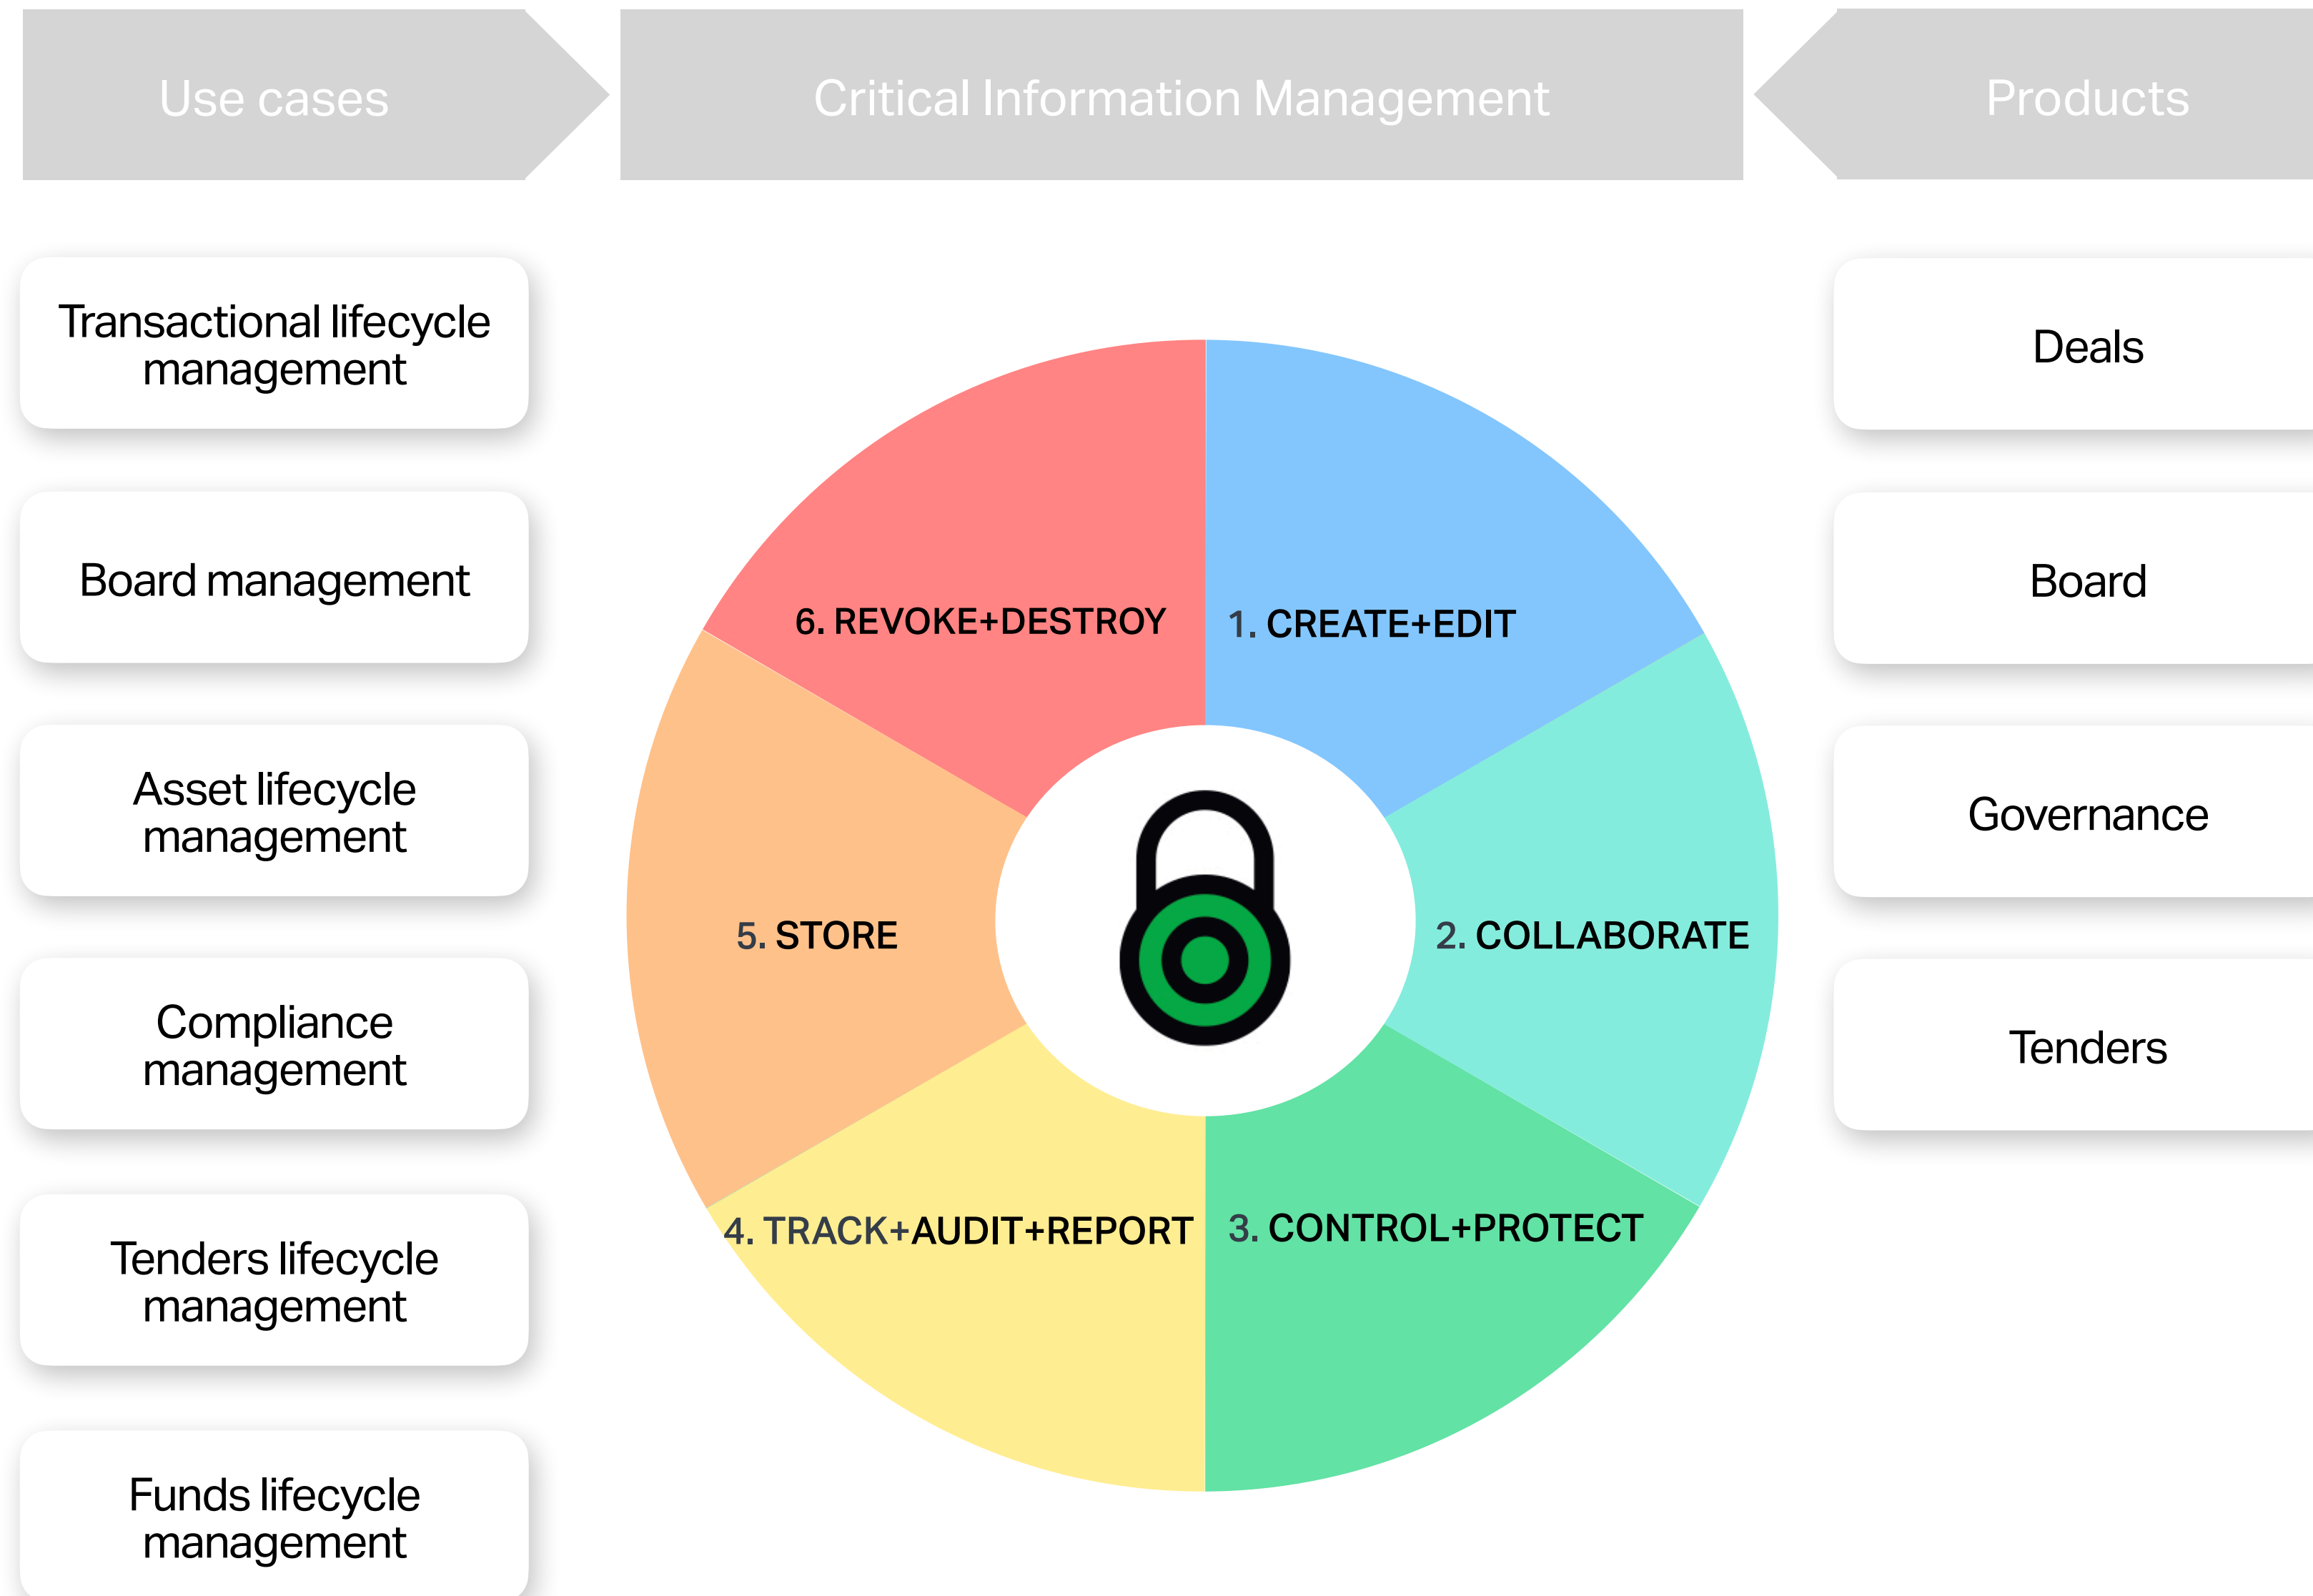 Use cases
Critical Information Management
Products
Transactional lifecycle
management
Board management
Asset lifecycle
management
Compliance
management
Tenders lifecycle
management
Funds lifecycle
management
6. REVOKE+DESTROY
1. CREATE+EDIT
5. STORE
2. COLLABORATE
4. TRACK+AUDIT+REPORT
3. CONTROL+PROTECT
Deals
Board
Governance
Tenders